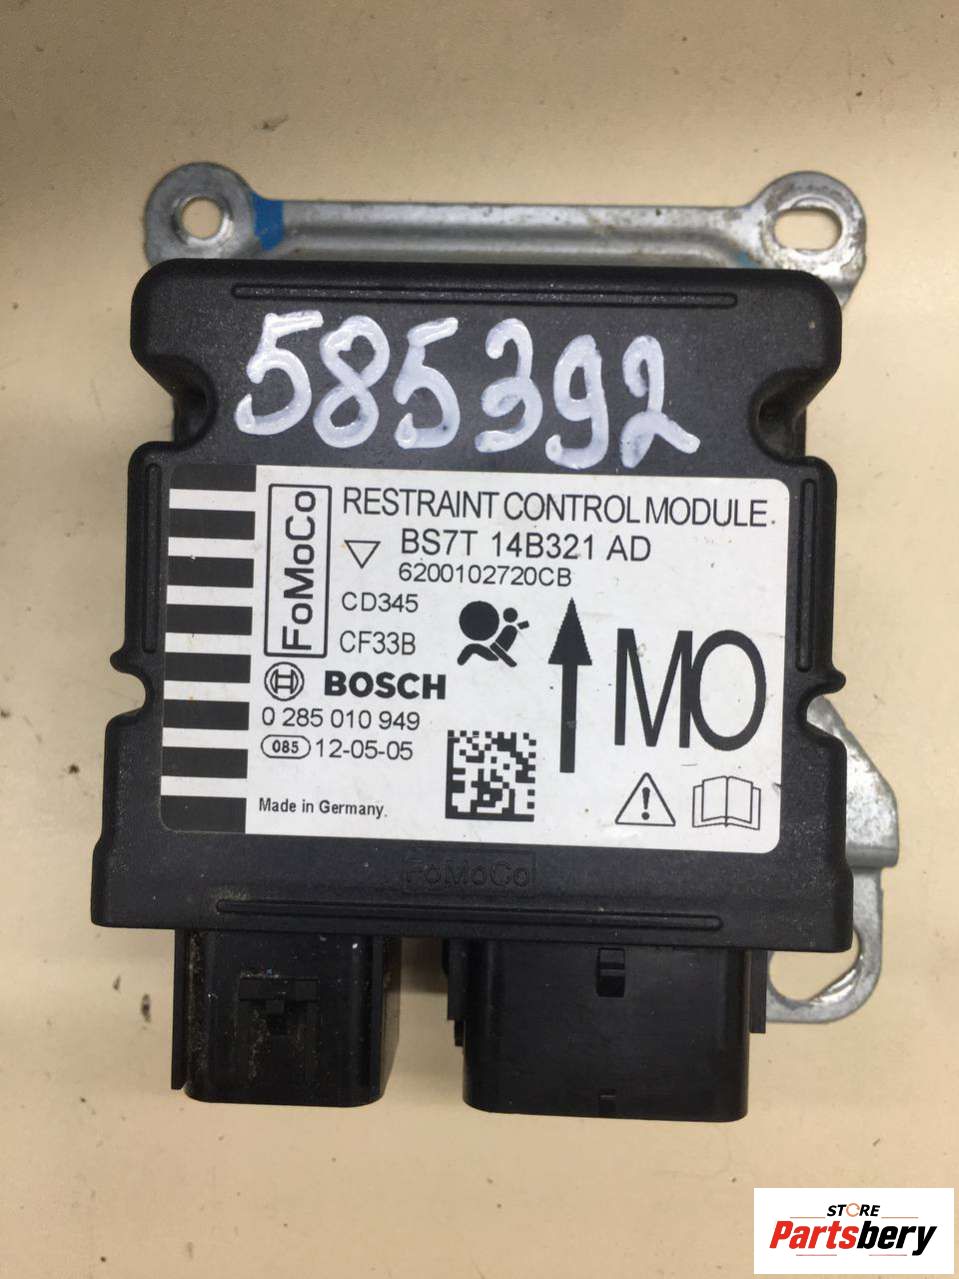 585392
FoMoCo
RESTRAINT CONTROL MODULE.
BS7T 14B321 AD
6200102720CB
CD345
CF33B
MO
BOSCH
0 285 010 949
085 12-05-05
Made in Germany.
FoMoCo
STORE
Partsbery